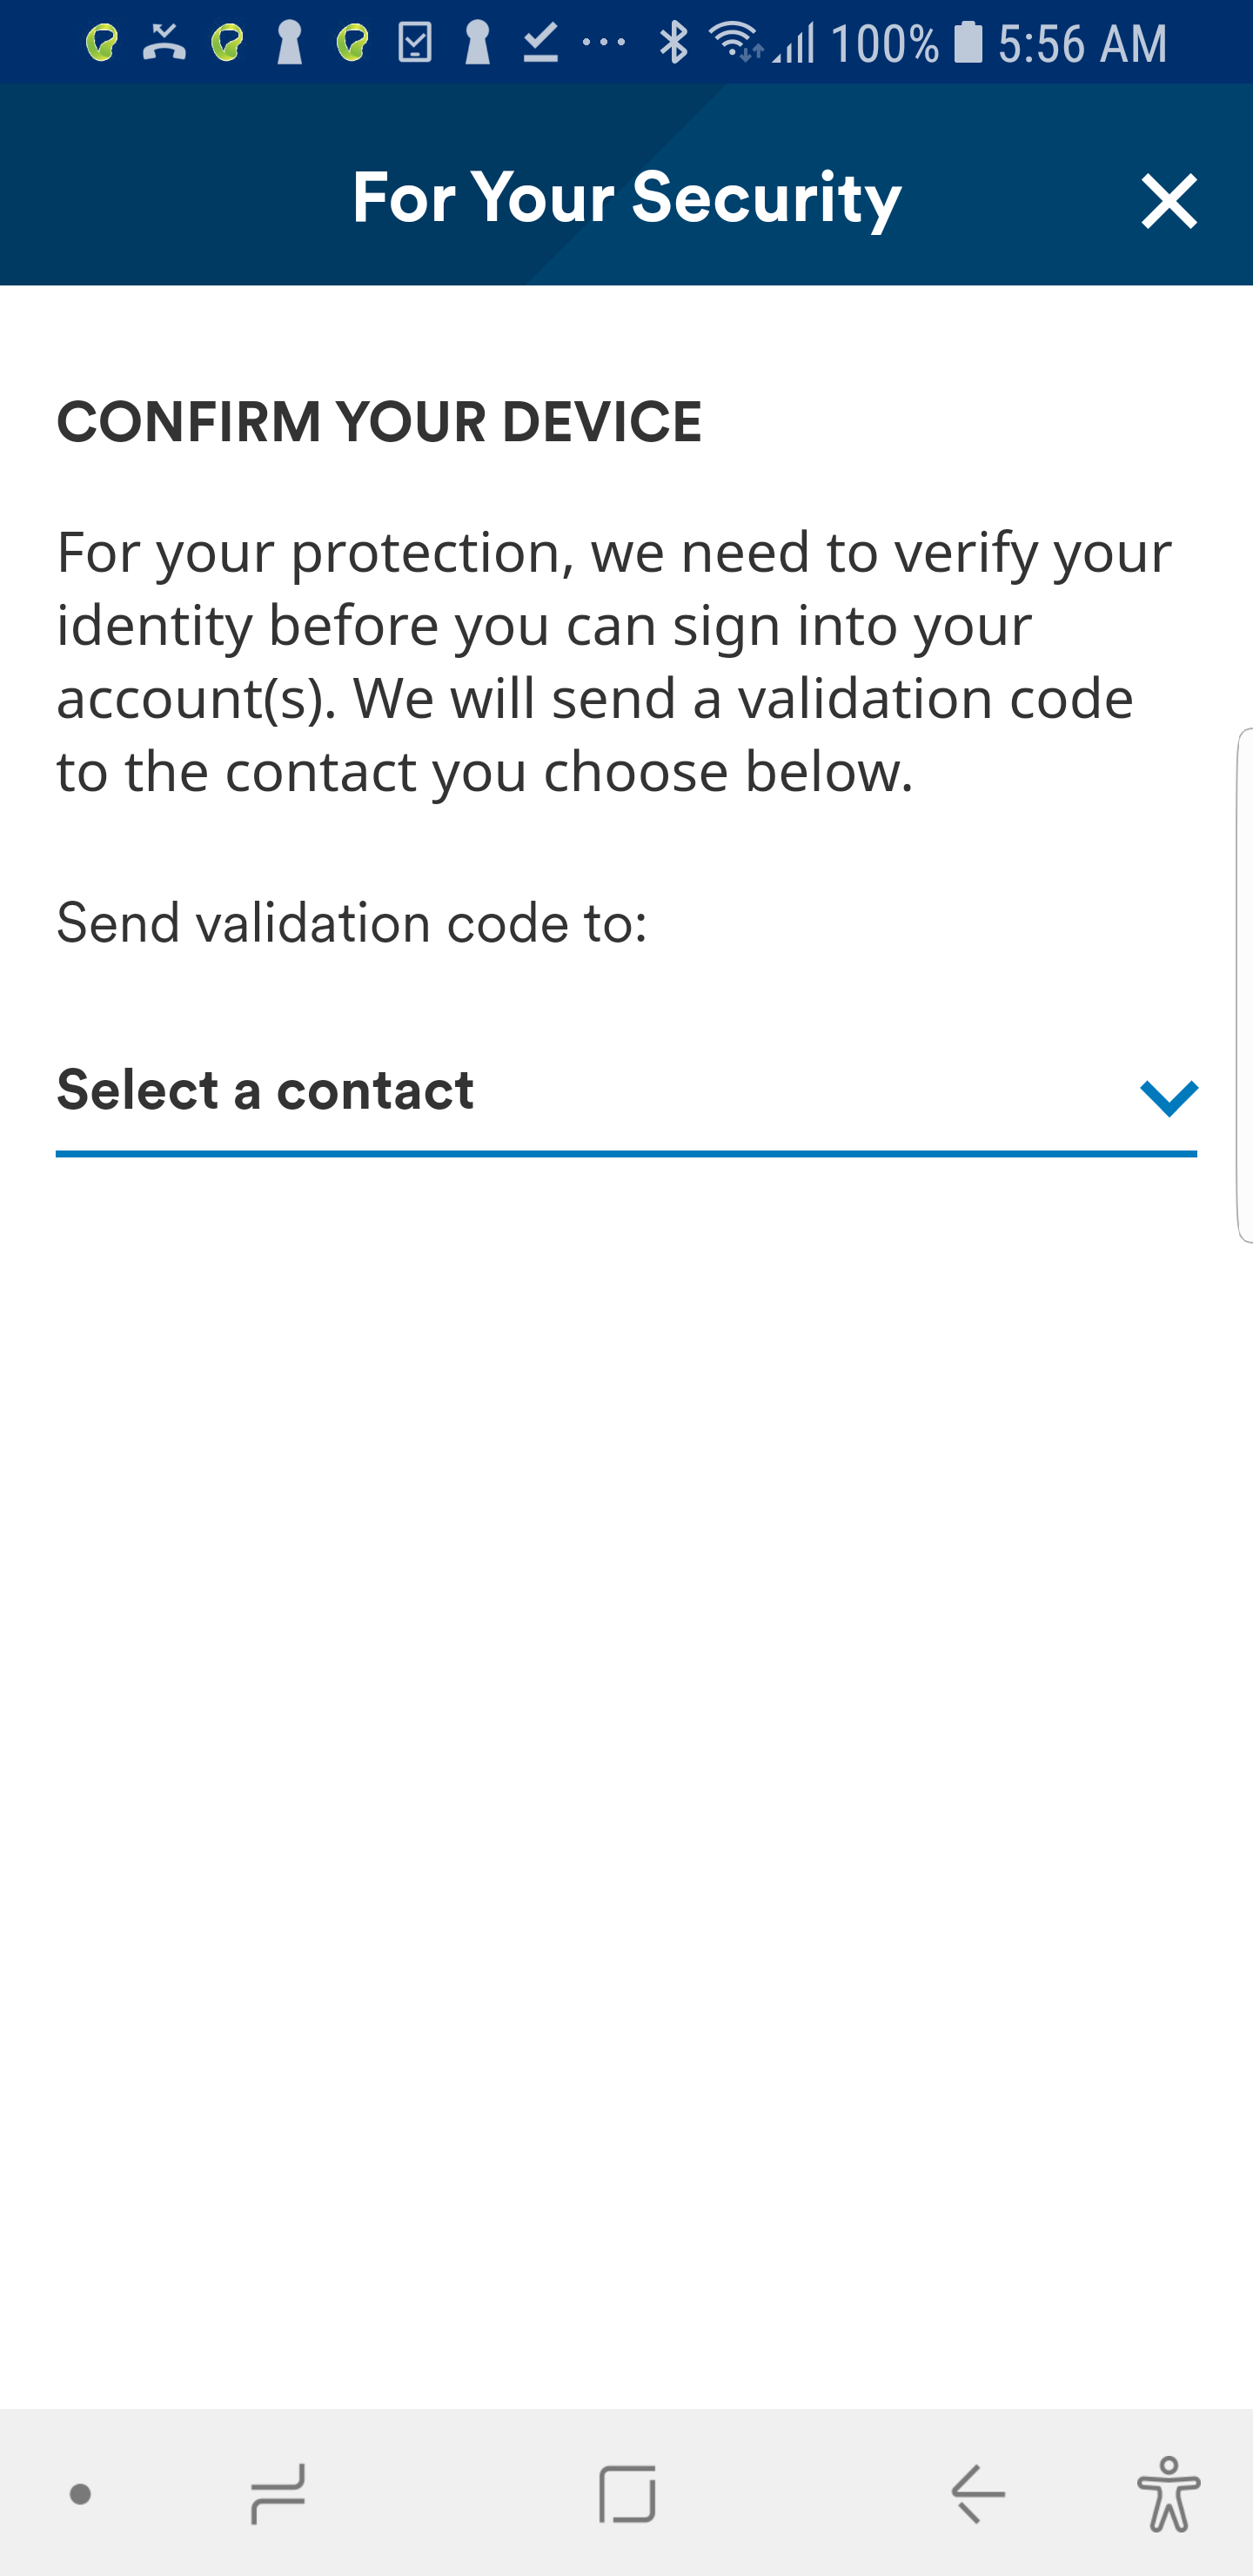 100% 5:56 AM
For Your Security
CONFIRM YOUR DEVICE
For your protection, we need to verify your
identity before you can sign into your
account(s). We will send a validation code
to the contact you choose below.
Send validation code to:
Select a contact